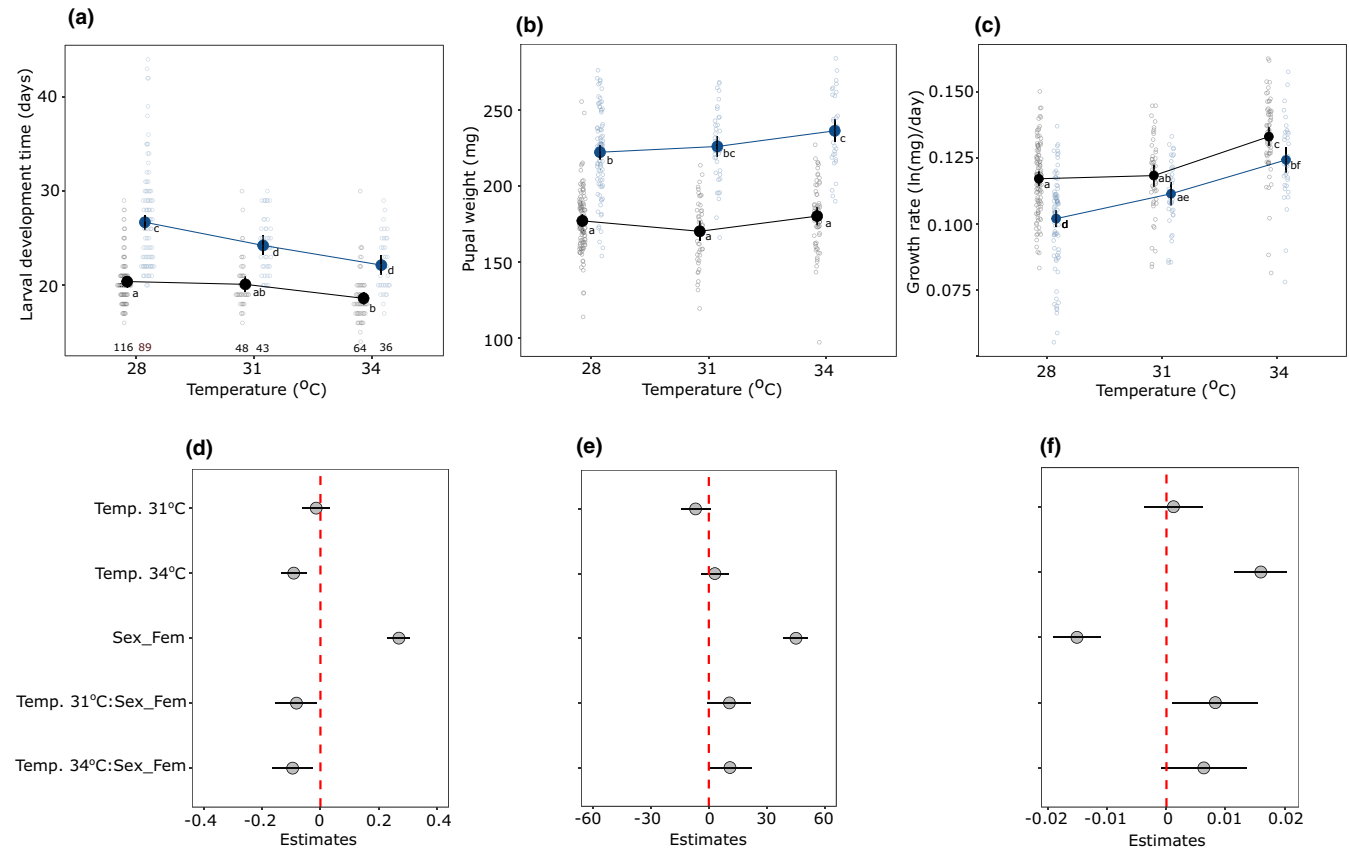 (a)
(b)
(c)
Larval development time (days)
40
30
20
c
d
d
a
ab
b
116 89
48 43
64 36
28
31
34
Temperature (°C)
Pupal weight (mg)
250
200
150
100
b
bc
c
a
a
a
28
31
34
Temperature (°C)
Growth rate (ln(mg)/day)
0.150
0.125
0.100
0.075
a
ab
c
d
ae
bf
28
31
34
Temperature (°C)
(d)
(e)
(f)
Temp. 31°C
Temp. 34°C
Sex_Fem
Temp. 31°C:Sex_Fem
Temp. 34°C:Sex_Fem
-0.4 -0.2 0 0.2 0.4
Estimates
-60 -30 0 30 60
Estimates
-0.02 -0.01 0 0.01 0.02
Estimates